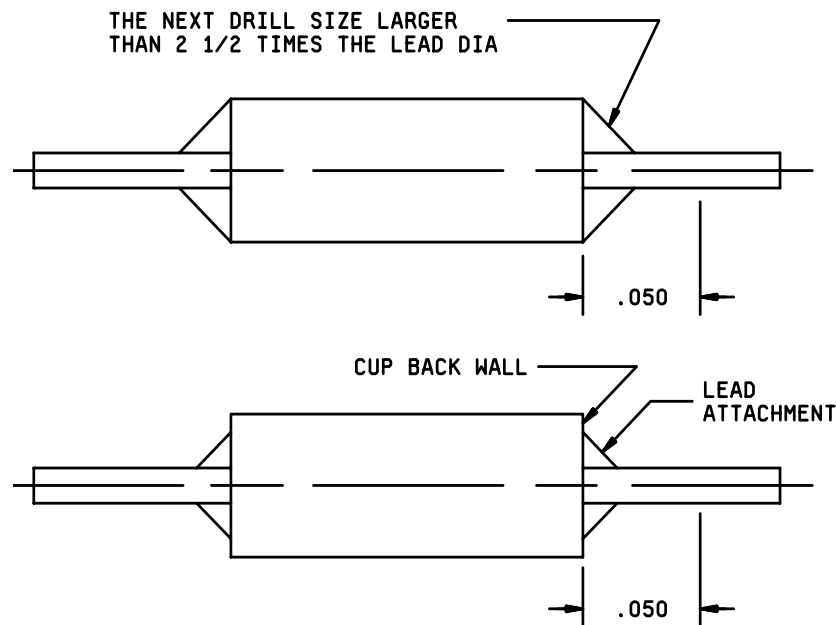 THE NEXT DRILL SIZE LARGER
THAN 2 1/2 TIMES THE LEAD DIA
.050
CUP BACK WALL
LEAD
ATTACHMENT
.050